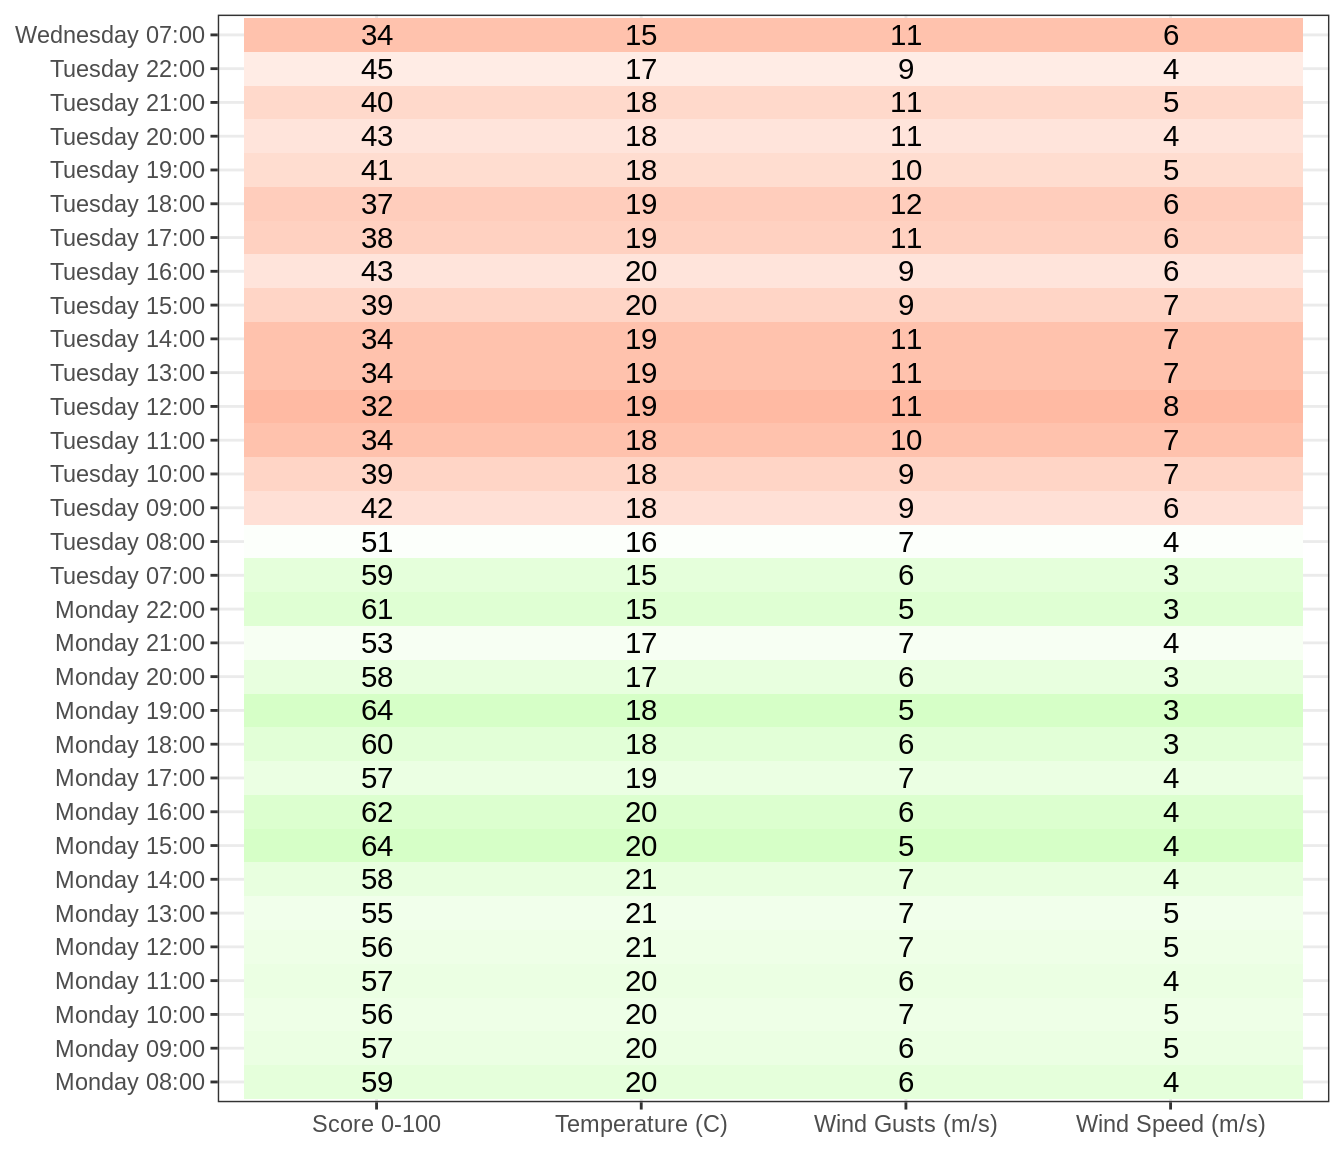 Wednesday 07:00 34 15 11 6
Tuesday 22:00 45 17 9 4
Tuesday 21:00 40 18 11 5
Tuesday 20:00 43 18 11 4
Tuesday 19:00 41 18 10 5
Tuesday 18:00 37 19 12 6
Tuesday 17:00 38 19 11 6
Tuesday 16:00 43 20 9 6
Tuesday 15:00 39 20 9 7
Tuesday 14:00 34 19 11 7
Tuesday 13:00 34 19 11 7
Tuesday 12:00 32 19 11 8
Tuesday 11:00 34 18 10 7
Tuesday 10:00 39 18 9 7
Tuesday 09:00 42 18 9 6
Tuesday 08:00 51 16 7 4
Tuesday 07:00 59 15 6 3
Monday 22:00 61 15 5 3
Monday 21:00 53 17 7 4
Monday 20:00 58 17 6 3
Monday 19:00 64 18 5 3
Monday 18:00 60 18 6 3
Monday 17:00 57 19 7 4
Monday 16:00 62 20 6 4
Monday 15:00 64 20 5 4
Monday 14:00 58 21 7 4
Monday 13:00 55 21 7 5
Monday 12:00 56 21 7 5
Monday 11:00 57 20 6 4
Monday 10:00 56 20 7 5
Monday 09:00 57 20 6 5
Monday 08:00 59 20 6 4
Score 0-100 Temperature (C) Wind Gusts (m/s) Wind Speed (m/s)